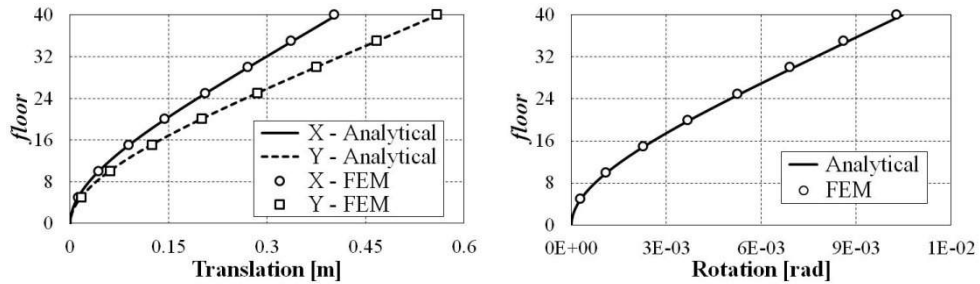 40
32
24
16
8
0
floor
X - Analytical
Y - Analytical
X - FEM
Y - FEM
0 0.15 0.3 0.45 0.6
Translation [m]
40
32
24
16
8
0
floor
Analytical
FEM
0E+00 3E-03 6E-03 9E-03 1E-02
Rotation [rad]